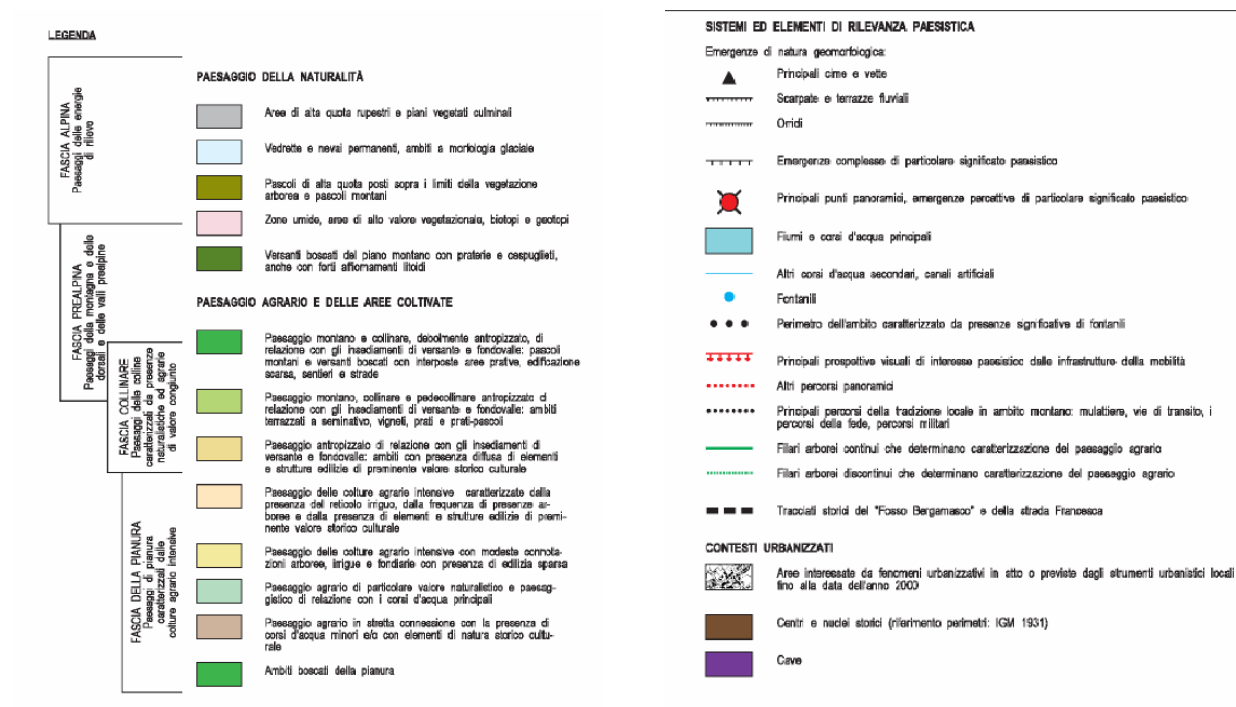 LEGENDA
FASCIA ALPINA
Paesaggi delle energie
di rilievo
FASCIA PREALPINA
Paesaggi della montagna e delle
dorsali e delle valli prealpine
FASCIA COLLINARE
Paesaggi delle colline
caratterizzati da presenze
naturalistiche ed agrarie
di valore congiunto
FASCIA DELLA PIANURA
Paesaggi di pianura
caratterizzati dalle
colture agrario intensive
PAESAGGIO DELLA NATURALITÀ
Aree di alta quota rupestri e piani vegetati culminali
Vedrette e nevai permanenti, ambiti a morfologia glaciale
Pascoli di alta quota posti sopra i limiti della vegetazione
arborea e pascoli montani
Zone umide, aree di alto valore vegetazionale, biotopi e geotopi
Versanti boscati del piano montano con praterie e cespuglieti,
anche con forti affioramenti litoidi
PAESAGGIO AGRARIO E DELLE AREE COLTIVATE
Paesaggio montano e collinare, debolmente antropizzato, di
relazione con gli insediamenti di versante e fondovalle: pascoli
montani e versanti boscati con interposte aree prative, edificazione
scarsa, sentieri e strade
Paesaggio montano, collinare e pedecollinare antropizzato di
relazione con gli insediamenti di versante e fondovalle: ambiti
terrazzati a seminativo, vigneti, prati e prati-pascoli
Paesaggio antropizzato di relazione con gli insediamenti di
versante e fondovalle: ambiti con presenza diffusa di elementi
e strutture edilizie di preminente valore storico culturale
Paesaggio delle colture agrarie intensive caratterizzate dalla
presenza del reticolo irriguo, dalla frequenza di presenze ar-
boree e dalla presenza di elementi e strutture edilizie di premi-
nente valore storico culturale
Paesaggio delle colture agrario intensive con modeste connota-
zioni arboree, irrigue e fondiarie con presenza di edilizia sparsa
Paesaggio agrario di particolare valore naturalistico e paesag-
gistico di relazione con i corsi d'acqua principali
Paesaggio agrario in stretta connessione con la presenza di
corsi d'acqua minori e/o con elementi di natura storico cultu-
rale
Ambiti boscati della pianura
SISTEMI ED ELEMENTI DI RILEVANZA PAESISTICA
Emergenze di natura geomorfologica:
Principali cime e vette
Scarpate e terrazze fluviali
Orridi
Emergenze complesse di particolare significato paesistico
Principali punti panoramici, emergenze percettive di particolare significato paesistico
Fiumi e corsi d'acqua principali
Altri corsi d'acqua secondari, canali artificiali
Fontanili
Perimetro dell'ambito caratterizzato da presenze significative di fontanili
Principali prospettive visuali di interesse paesistico dalle infrastrutture della mobilità
Altri percorsi panoramici
Principali percorsi della tradizione locale in ambito montano: mulattiere, vie di transito, i
percorsi della fede, percorsi militari
Filari arborei continui che determinano caratterizzazione del paesaggio agrario
Filari arborei discontinui che determinano caratterizzazione del paesaggio agrario
Tracciati storici del "Fosso Bergamasco" e della strada Francesca
CONTESTI URBANIZZATI
Aree interessate da fenomeni urbanizzativi in atto o previste dagli strumenti urbanistici locali
fino alla data dell'anno 2000
Centri e nuclei storici (riferimento perimetri: IGM 1931)
Cave